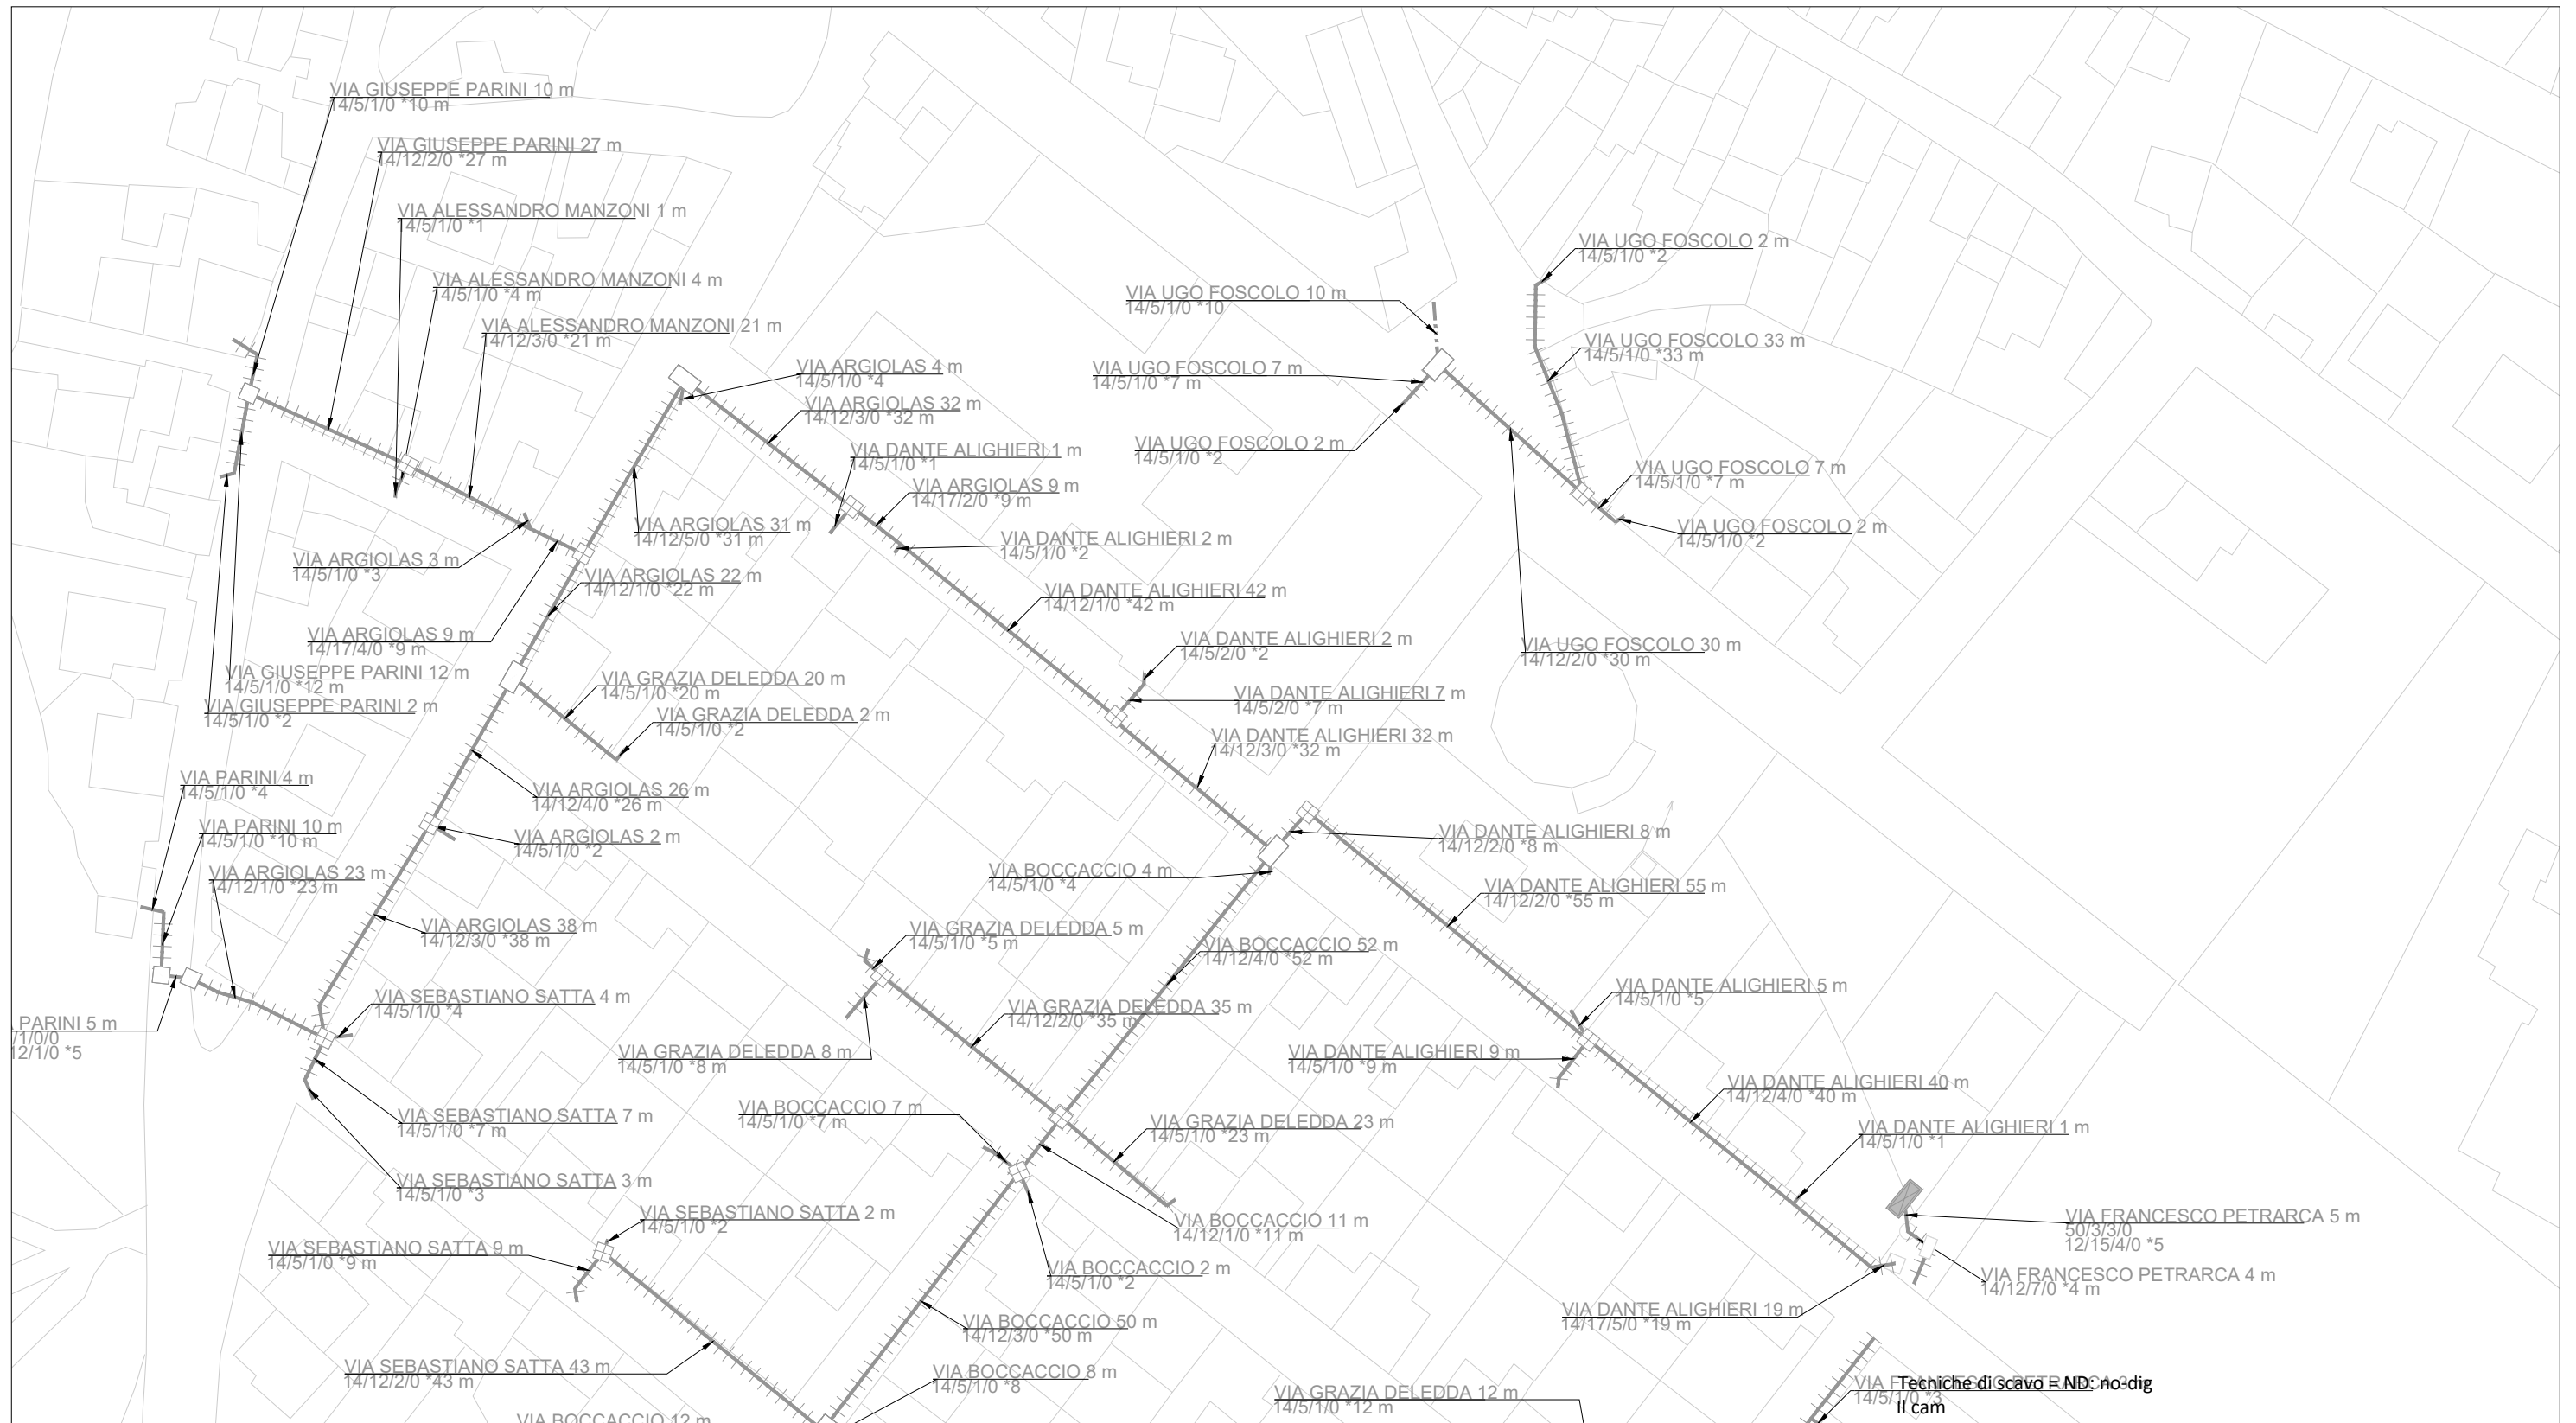 VIA GIUSEPPE PARINI 10 m
14/5/1/0 *10 m
VIA GIUSEPPE PARINI 27 m
14/12/2/0 *27 m
VIA ALESSANDRO MANZONI 1 m
14/5/1/0 *1
VIA ALESSANDRO MANZONI 4 m
14/5/1/0 *4 m
VIA ALESSANDRO MANZONI 21 m
14/12/3/0 *21 m
VIA ARGIOLAS 4 m
14/5/1/0 *4
VIA ARGIOLAS 32 m
14/12/3/0 *32 m
VIA DANTE ALIGHIERI 1 m
14/5/1/0 *1
VIA ARGIOLAS 9 m
14/17/2/0 *9 m
VIA ARGIOLAS 31 m
14/12/5/0 *31 m
VIA DANTE ALIGHIERI 2 m
14/5/1/0 *2
VIA UGO FOSCOLO 2 m
14/5/1/0 *2
VIA UGO FOSCOLO 10 m
14/5/1/0 *10
VIA UGO FOSCOLO 33 m
14/5/1/0 *33 m
VIA UGO FOSCOLO 7 m
14/5/1/0 *7 m
VIA UGO FOSCOLO 2 m
14/5/1/0 *2
VIA UGO FOSCOLO 7 m
14/5/1/0 *7 m
VIA UGO FOSCOLO 2 m
14/5/1/0 *2
VIA ARGIOLAS 3 m
14/5/1/0 *3
VIA ARGIOLAS 22 m
14/12/1/0 *22 m
VIA DANTE ALIGHIERI 42 m
14/12/1/0 *42 m
VIA ARGIOLAS 9 m
14/17/4/0 *9 m
VIA DANTE ALIGHIERI 2 m
14/5/2/0 *2
VIA UGO FOSCOLO 30 m
14/12/2/0 *30 m
VIA GIUSEPPE PARINI 12 m
14/5/1/0 *12 m
VIA GRAZIA DELEDDA 20 m
14/5/1/0 *20 m
VIA DANTE ALIGHIERI 7 m
14/5/2/0 *7 m
VIA GIUSEPPE PARINI 2 m
14/5/1/0 *2
VIA GRAZIA DELEDDA 2 m
14/5/1/0 *2
VIA DANTE ALIGHIERI 32 m
14/12/3/0 *32 m
VIA PARINI 4 m
14/5/1/0 *4
VIA ARGIOLAS 26 m
14/12/4/0 *26 m
VIA PARINI 10 m
14/5/1/0 *10 m
VIA ARGIOLAS 2 m
14/5/1/0 *2
VIA DANTE ALIGHIERI 8 m
14/12/2/0 *8 m
VIA ARGIOLAS 23 m
14/12/1/0 *23 m
VIA BOCCACCIO 4 m
14/5/1/0 *4
VIA DANTE ALIGHIERI 55 m
14/12/2/0 *55 m
VIA ARGIOLAS 38 m
14/12/3/0 *38 m
VIA GRAZIA DELEDDA 5 m
14/5/1/0 *5 m
VIA BOCCACCIO 52 m
14/12/4/0 *52 m
VIA SEBASTIANO SATTA 4 m
14/5/1/0 *4
VIA GRAZIA DELEDDA 35 m
14/12/2/0 *35 m
VIA DANTE ALIGHIERI 5 m
14/5/1/0 *5
PARINI 5 m
/1/0/0
12/1/0 *5
VIA GRAZIA DELEDDA 8 m
14/5/1/0 *8 m
VIA DANTE ALIGHIERI 9 m
14/5/1/0 *9 m
VIA DANTE ALIGHIERI 40 m
14/12/4/0 *40 m
VIA SEBASTIANO SATTA 7 m
14/5/1/0 *7 m
VIA BOCCACCIO 7 m
14/5/1/0 *7 m
VIA GRAZIA DELEDDA 23 m
14/5/1/0 *23 m
VIA DANTE ALIGHIERI 1 m
14/5/1/0 *1
VIA SEBASTIANO SATTA 3 m
14/5/1/0 *3
VIA SEBASTIANO SATTA 2 m
14/5/1/0 *2
VIA BOCCACCIO 11 m
14/12/1/0 *11 m
VIA FRANCESCO PETRARCA 5 m
50/3/3/0
12/15/4/0 *5
VIA SEBASTIANO SATTA 9 m
14/5/1/0 *9 m
VIA BOCCACCIO 2 m
14/5/1/0 *2
VIA FRANCESCO PETRARCA 4 m
14/12/7/0 *4 m
VIA BOCCACCIO 50 m
14/12/3/0 *50 m
VIA DANTE ALIGHIERI 19 m
14/17/5/0 *19 m
VIA SEBASTIANO SATTA 43 m
14/12/2/0 *43 m
VIA BOCCACCIO 8 m
14/5/1/0 *8
VIA GRAZIA DELEDDA 12 m
14/5/1/0 *12 m
VIA FRANCESCO PETRARCA 3 m
14/5/1/0 *3
Tecniche di scavo = ND: no-dig
Il cam
VIA BOCCACCIO 12 m